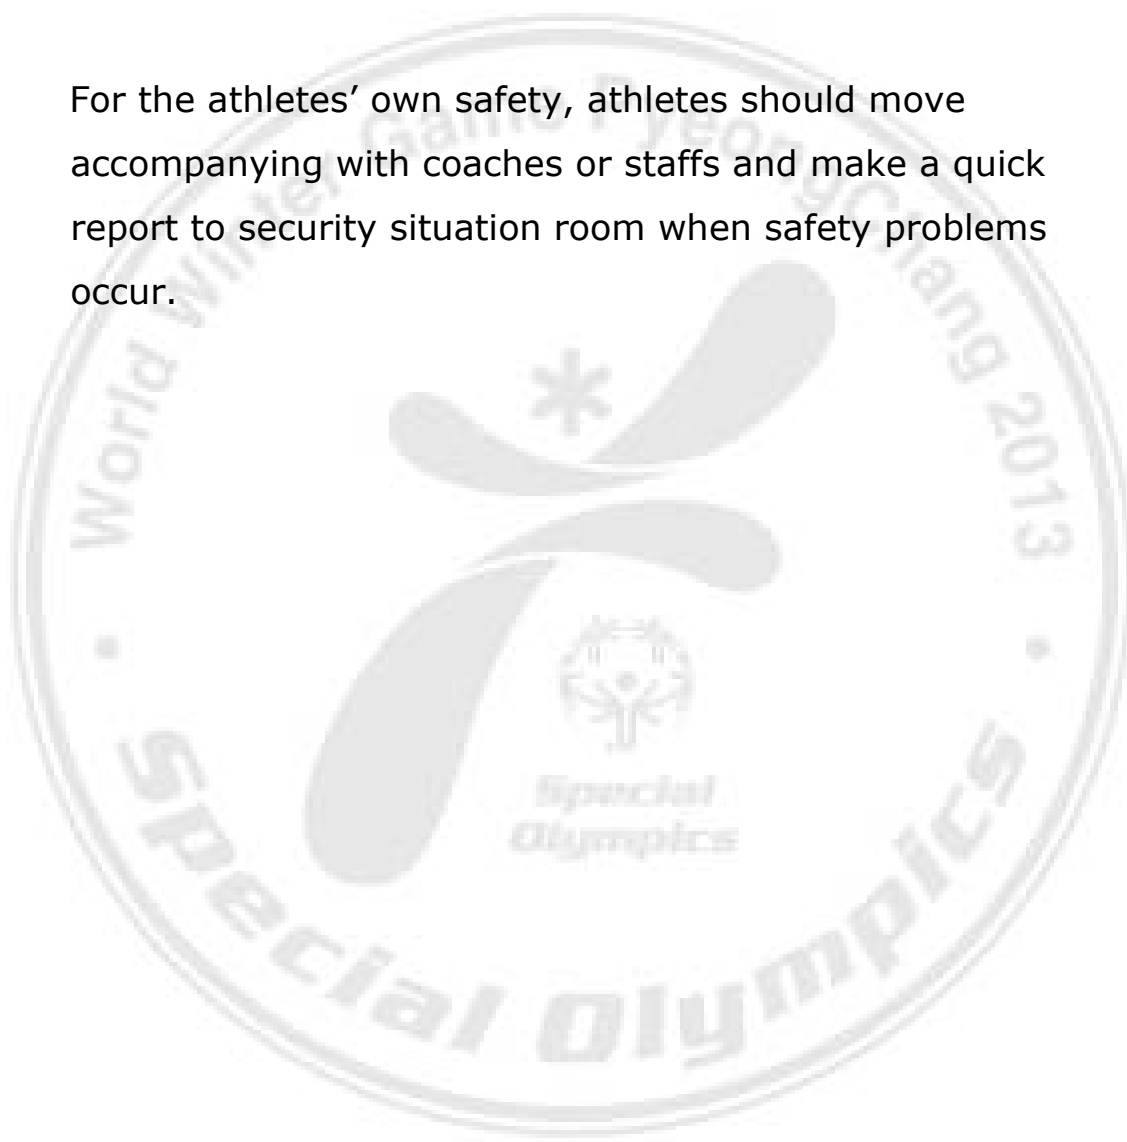 For the athletes’ own safety, athletes should move
accompanying with coaches or staffs and make a quick
report to security situation room when safety problems
occur.
World Winter Game PyeongChang 2013
Special
Olympics
Special Olympics